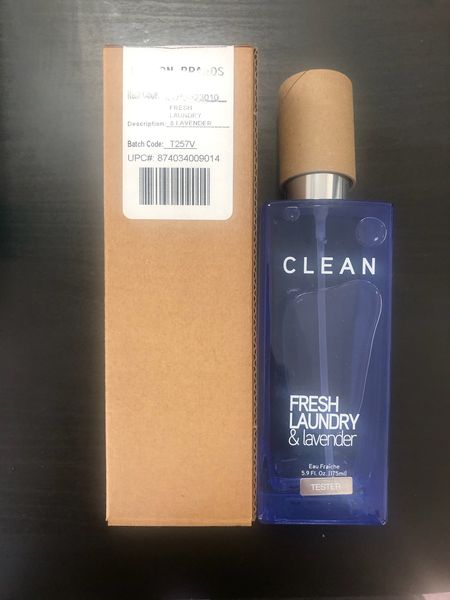 Description:
FRESH
LAUNDRY
& LAVENDER
Batch Code: T257V
UPC#: 874034009014
CLEAN
FRESH
LAUNDRY
& lavender
Eau Fraîche
5.9 Fl. Oz. (175ml)
TESTER